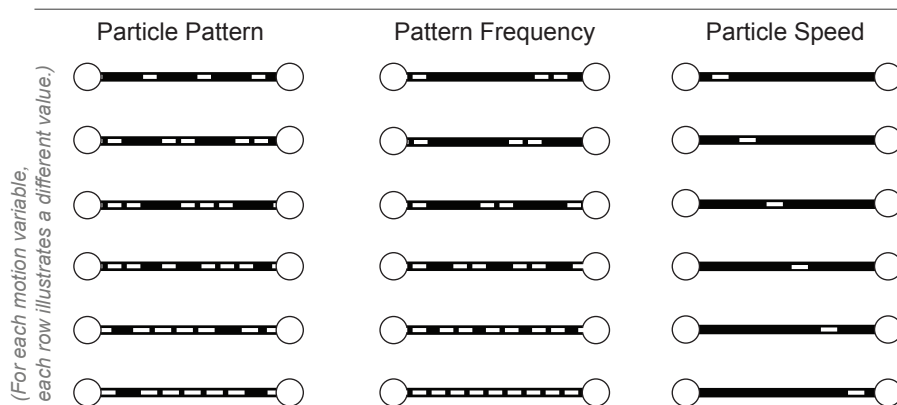 Particle Pattern
Pattern Frequency
Particle Speed
(For each motion variable,
each row illustrates a different value.)